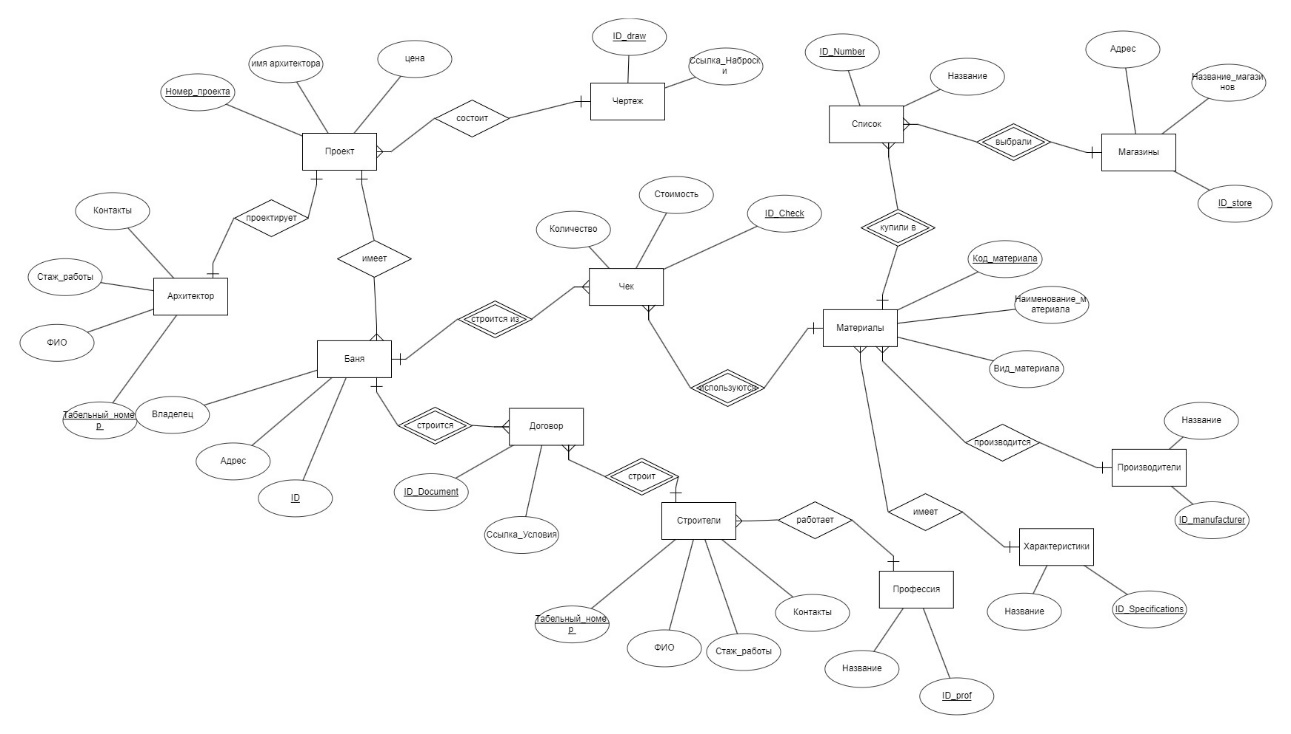 ID_draw
ID_Number
Адрес
имя архитектора
цена
Ссылка_Наброск
и
Название
Название_магази
нов
Номер_проекта
Чертеж
состоит
Список
Проект
выбрали
Магазины
Контакты
Стоимость
ID_Check
ID_store
проектирует
Количество
купили в
имеет
Код_материала
Стаж_работы
Архитектор
Чек
Наименование_м
атериала
строится из
Материалы
ФИО
Баня
Вид_материала
используются
Табельный_номе
р
Владелец
строится
Договор
Название
Адрес
производится
Производители
ID
ID_Document
строит
ID_manufacturer
Ссылка_Условия
Строители
работает
имеет
Характеристики
Профессия
Табельный_номе
р
Контакты
Название
ID_Specifications
ФИО
Стаж_работы
Название
ID_prof